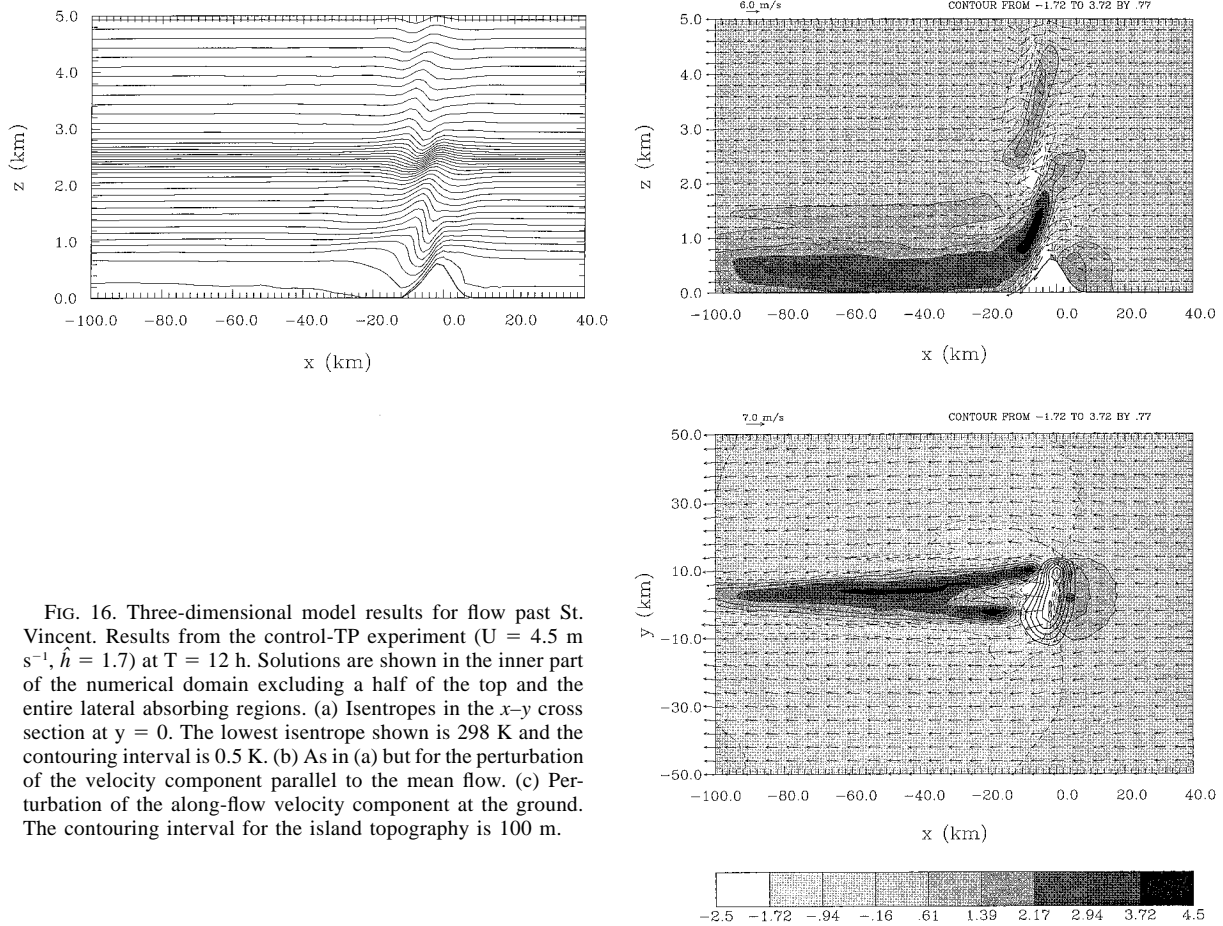 5.0
4.0
3.0
2.0
1.0
0.0
z (km)
−100.0 −80.0 −60.0 −40.0 −20.0 0.0 20.0 40.0
x (km)
6.0 m/s CONTOUR FROM −1.72 TO 3.72 BY .77
5.0
4.0
3.0
2.0
1.0
0.0
z (km)
−100.0 −80.0 −60.0 −40.0 −20.0 0.0 20.0 40.0
x (km)
7.0 m/s CONTOUR FROM −1.72 TO 3.72 BY .77
50.0
30.0
10.0
−10.0
−30.0
−50.0
y (km)
−100.0 −80.0 −60.0 −40.0 −20.0 0.0 20.0 40.0
x (km)
−2.5 −1.72 −.94 −.16 .61 1.39 2.17 2.94 3.72 4.5
FIG. 16. Three-dimensional model results for flow past St.
Vincent. Results from the control-TP experiment (U = 4.5 m
s⁻¹, ĥ = 1.7) at T = 12 h. Solutions are shown in the inner part
of the numerical domain excluding a half of the top and the
entire lateral absorbing regions. (a) Isentropes in the x–y cross
section at y = 0. The lowest isentrope shown is 298 K and the
contouring interval is 0.5 K. (b) As in (a) but for the perturbation
of the velocity component parallel to the mean flow. (c) Per-
turbation of the along-flow velocity component at the ground.
The contouring interval for the island topography is 100 m.